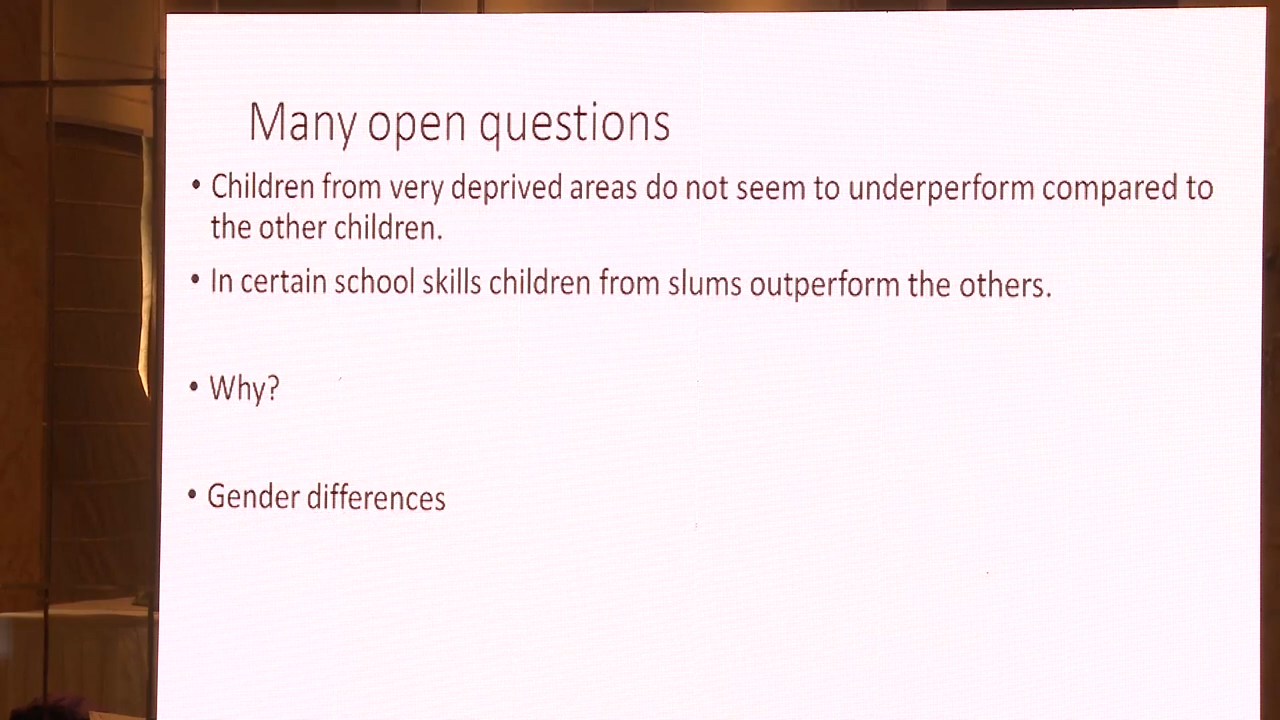 Many open questions
• Children from very deprived areas do not seem to underperform compared to
the other children.
• In certain school skills children from slums outperform the others.
• Why?
• Gender differences